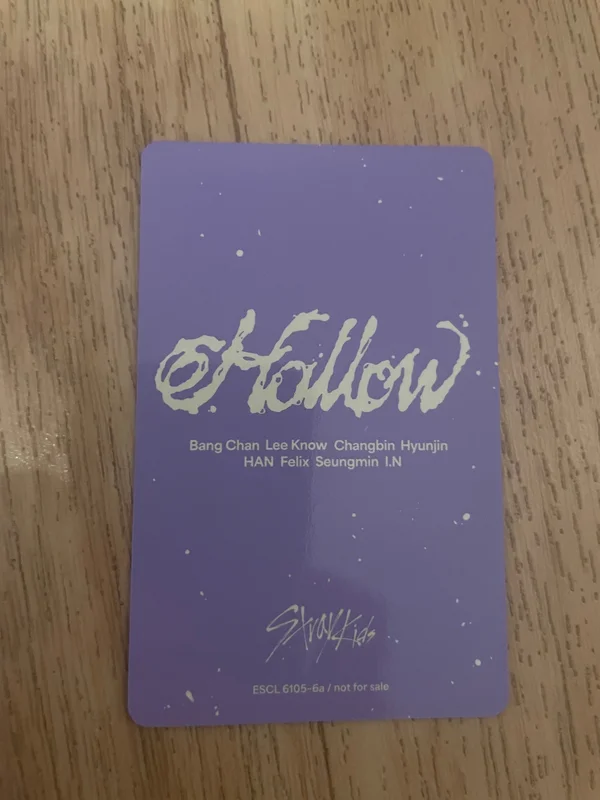 Hollow
Bang Chan Lee Know Changbin Hyunjin
HAN Felix Seungmin I.N
Stray Kids
ESCL 6105-6a / not for sale